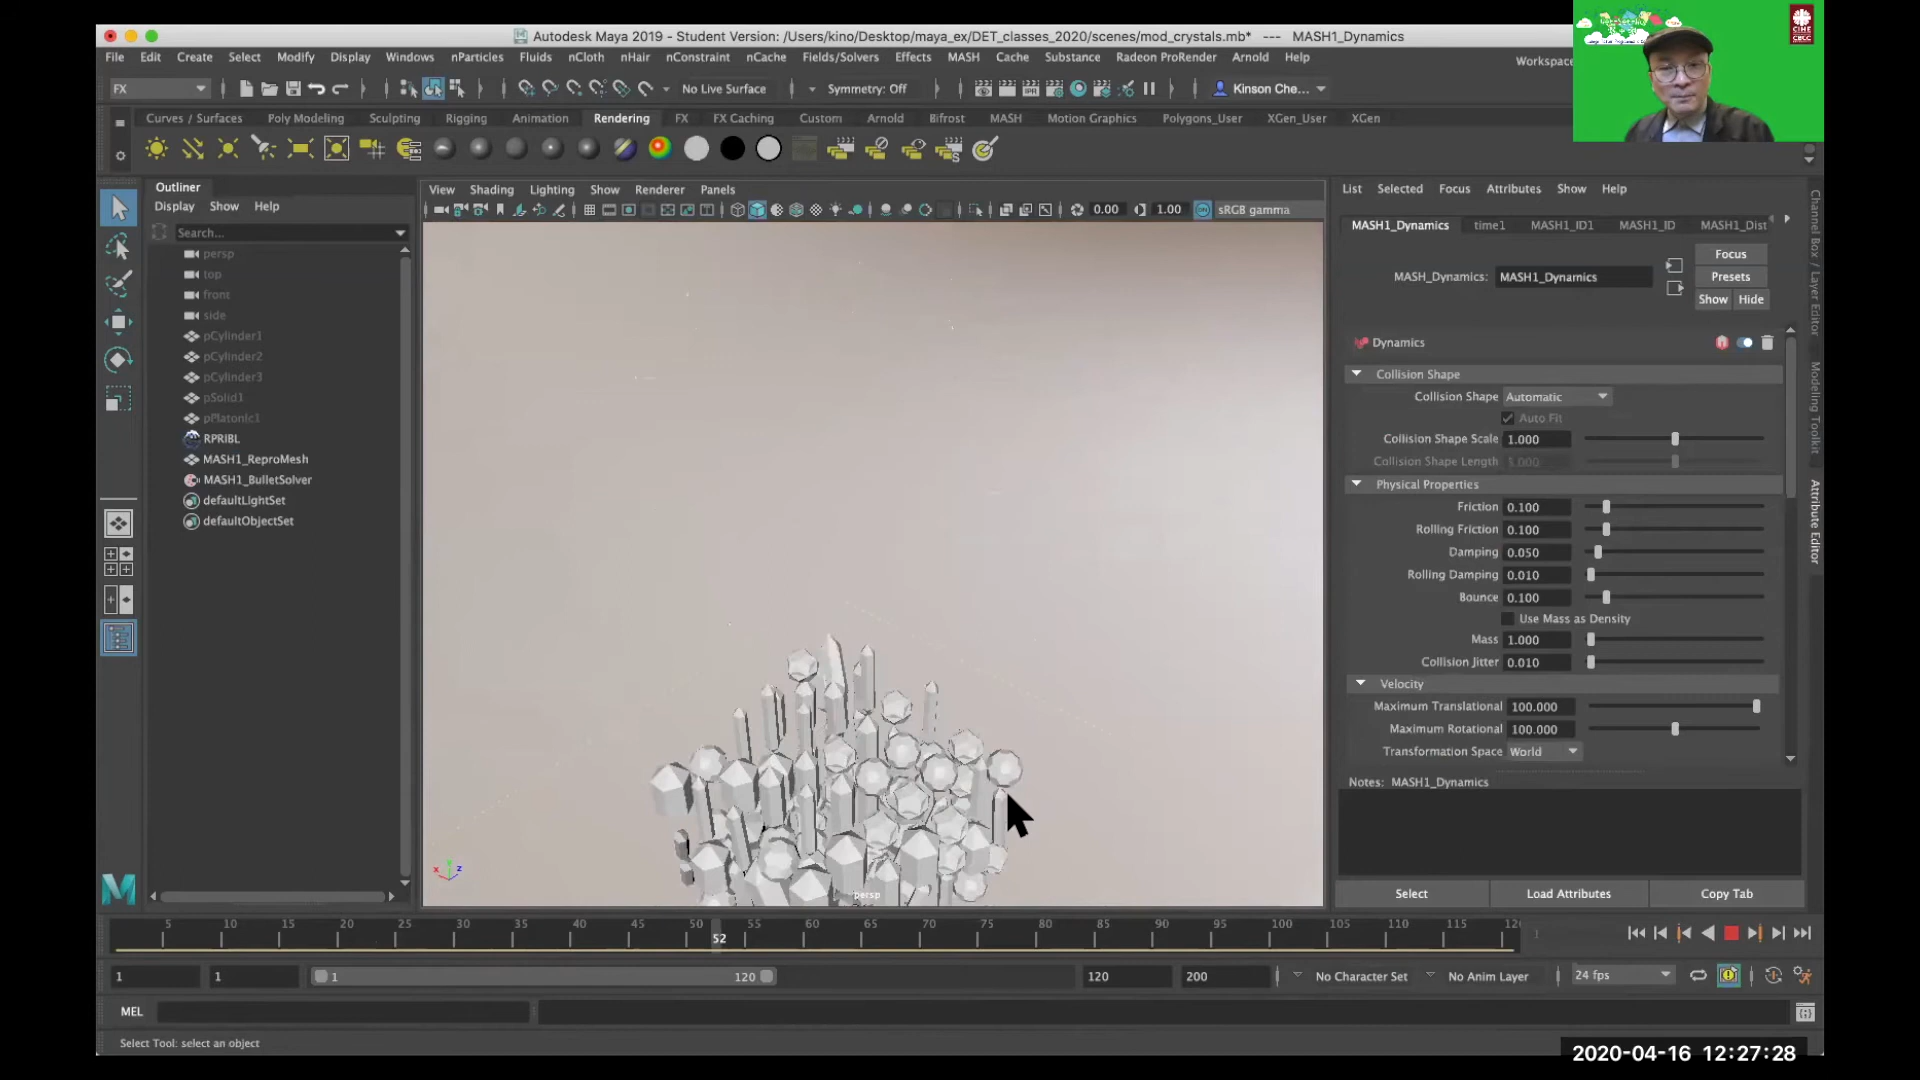 Autodesk Maya 2019 - Student Version: /Users/kino/Desktop/maya_ex/DET_classes_2020/scenes/mod_crystals.mb* --- MASH1_Dynamics
File Edit Create Select Modify Display Windows nParticles Fluids nCloth nHair nConstraint nCache Fields/Solvers Effects MASH Cache Substance Radeon ProRender Arnold Help Workspace
FX No Live Surface Symmetry: Off Kinson Che...
Curves / Surfaces Poly Modeling Sculpting Rigging Animation Rendering FX FX Caching Custom Arnold Bifrost MASH Motion Graphics Polygons_User XGen_User XGen
Outliner
Display Show Help
Search...
persp
top
front
side
pCylinder1
pCylinder2
pCylinder3
pSolid1
pPlatonic1
RPRIBL
MASH1_ReproMesh
MASH1_BulletSolver
defaultLightSet
defaultObjectSet
View Shading Lighting Show Renderer Panels
0.00 1.00 sRGB gamma
persp
x z
List Selected Focus Attributes Show Help
MASH1_Dynamics time1 MASH1_ID1 MASH1_ID MASH1_Dist
Focus
MASH_Dynamics: MASH1_Dynamics Presets
Show Hide
Dynamics
Collision Shape
Collision Shape Automatic
Auto Fit
Collision Shape Scale 1.000
Collision Shape Length
Physical Properties
Friction 0.100
Rolling Friction 0.100
Damping 0.050
Rolling Damping 0.010
Bounce 0.100
Use Mass as Density
Mass 1.000
Collision Jitter 0.010
Velocity
Maximum Translational 100.000
Maximum Rotational 100.000
Transformation Space World
Notes: MASH1_Dynamics
Select Load Attributes Copy Tab
Channel Box / Layer Editor
Modeling Toolkit
Attribute Editor
5 10 15 20 25 30 35 40 45 50 55 60 65 70 75 80 85 90 95 100 105 110 115
52
1 1 1 120 120 200 No Character Set No Anim Layer 24 fps
MEL
Select Tool: select an object
2020-04-16 12:27:28